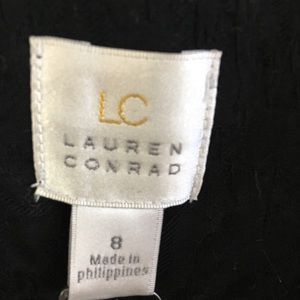 LC
LAUREN
CONRAD
8
Made in
philippines